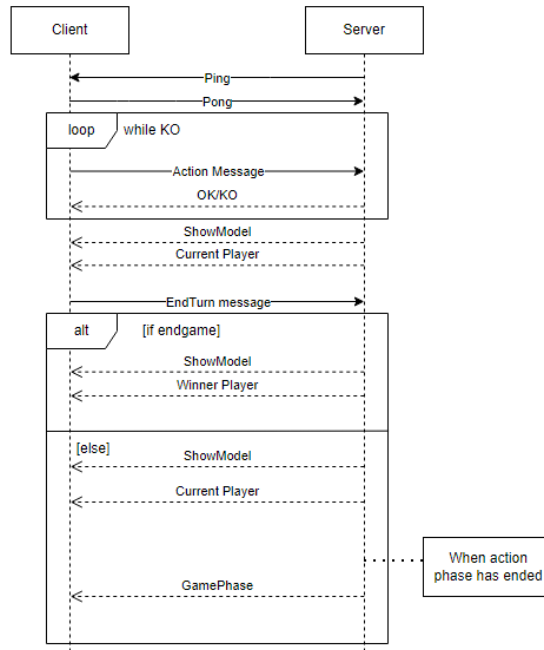 Client
Server
Ping
Pong
loop
while KO
Action Message
OK/KO
ShowModel
Current Player
EndTurn message
alt
[if endgame]
ShowModel
Winner Player
[else]
ShowModel
Current Player
When action
phase has ended
GamePhase